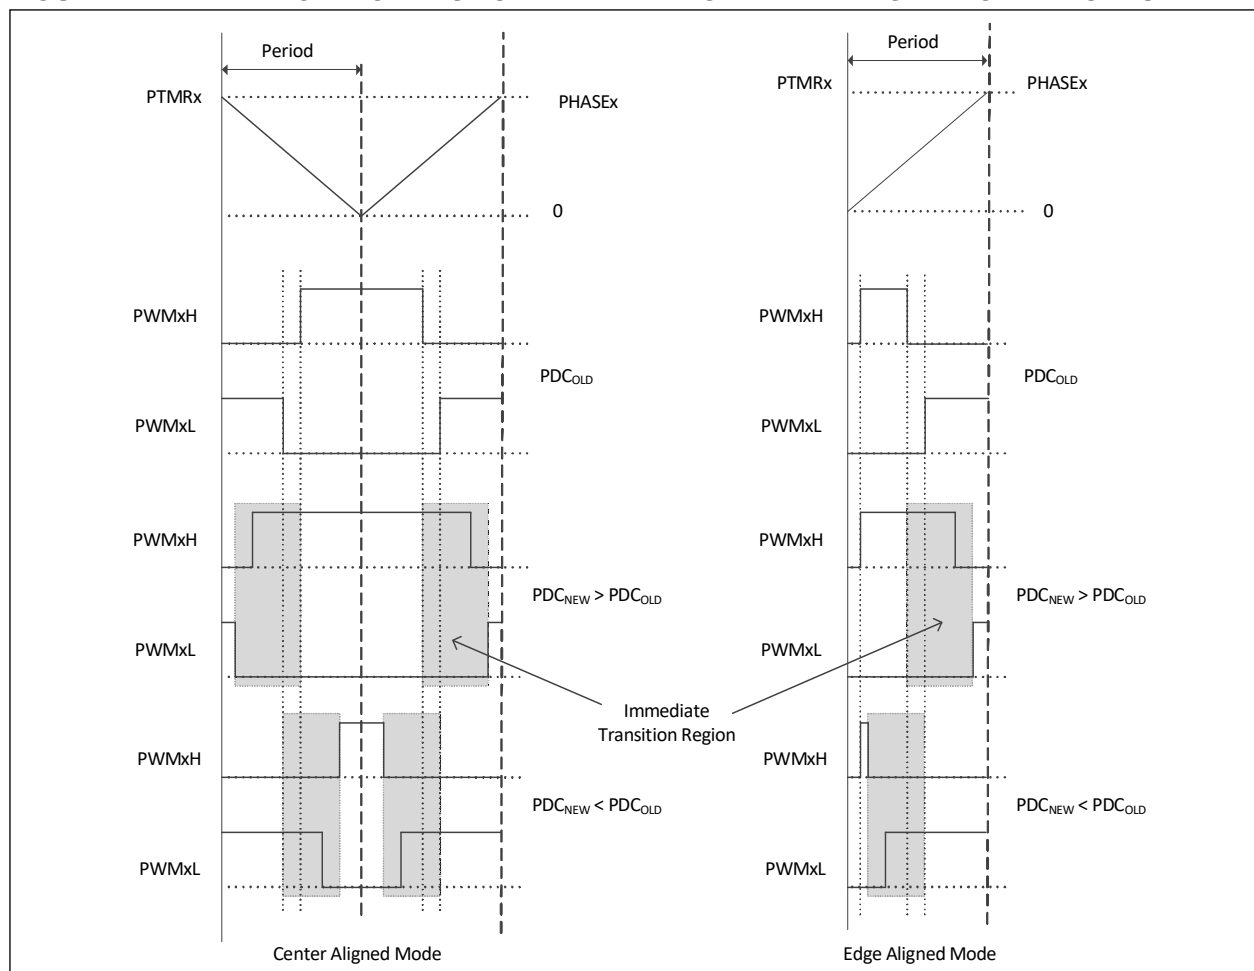 Period
PTMRx
PHASEx
0
PWMxH
PDCOLD
PWMxL
PWMxH
PDCNEW > PDCOLD
PWMxL
Immediate
Transition Region
PWMxH
PDCNEW < PDCOLD
PWMxL
Center Aligned Mode
Period
PTMRx
PHASEx
0
PWMxH
PDCOLD
PWMxL
PWMxH
PDCNEW > PDCOLD
PWMxL
PWMxH
PDCNEW < PDCOLD
PWMxL
Edge Aligned Mode